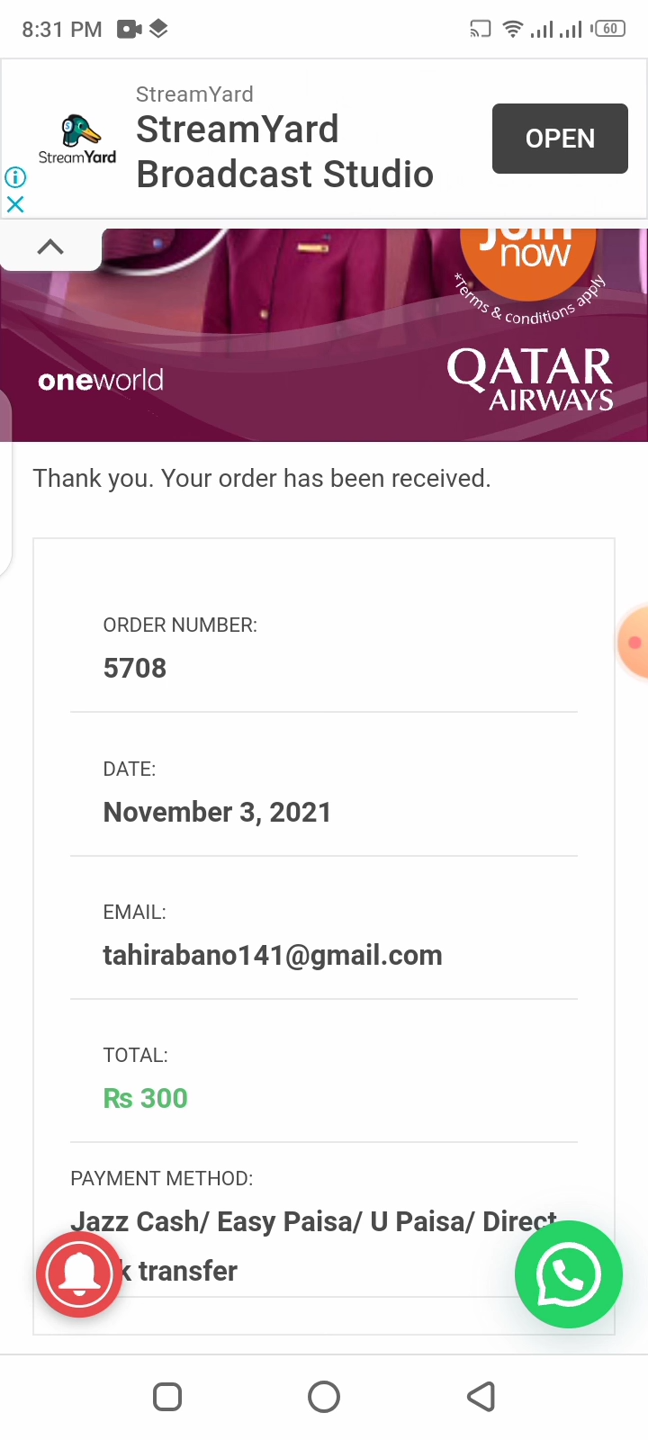 8:31 PM
60
StreamYard
StreamYard
Broadcast Studio
OPEN
StreamYard
now
*Terms & conditions apply
oneworld
QATAR
AIRWAYS
Thank you. Your order has been received.
ORDER NUMBER:
5708
DATE:
November 3, 2021
EMAIL:
tahirabano141@gmail.com
TOTAL:
₨ 300
PAYMENT METHOD:
Jazz Cash/ Easy Paisa/ U Paisa/ Direct
transfer